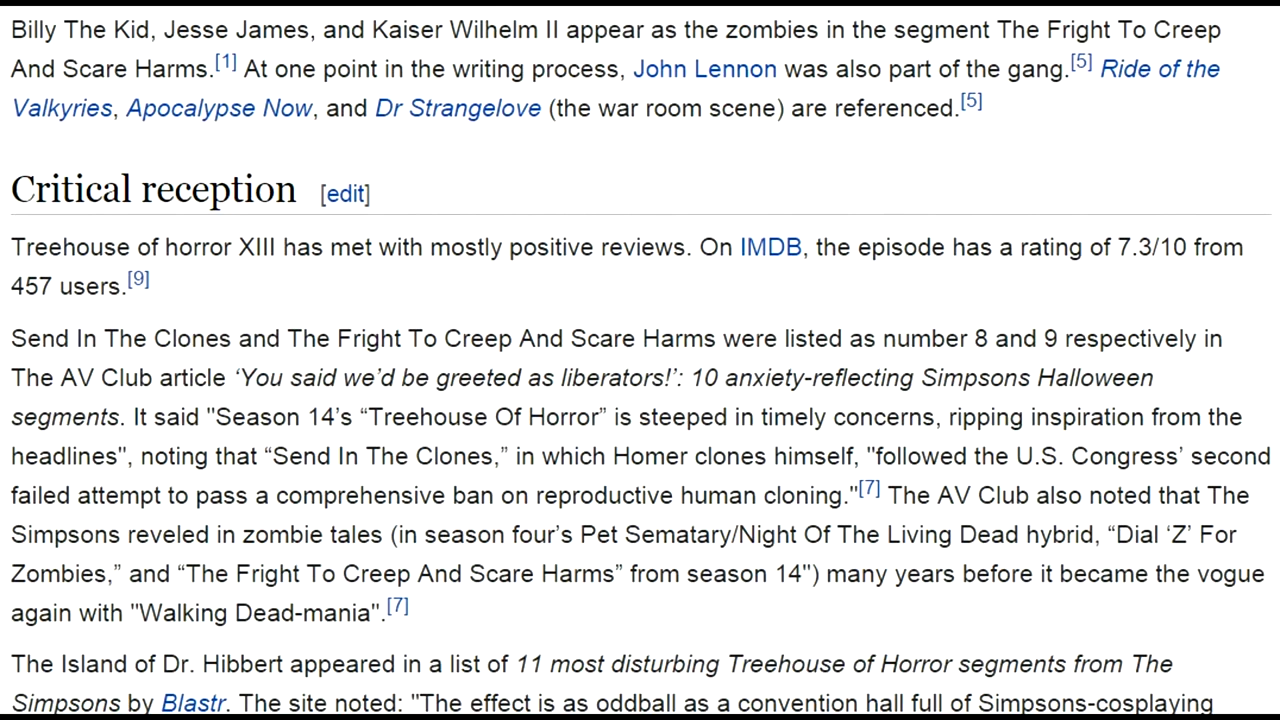 Billy The Kid, Jesse James, and Kaiser Wilhelm II appear as the zombies in the segment The Fright To Creep
And Scare Harms.[1] At one point in the writing process, John Lennon was also part of the gang.[5] Ride of the
Valkyries, Apocalypse Now, and Dr Strangelove (the war room scene) are referenced.[5]
Critical reception [edit]
Treehouse of horror XIII has met with mostly positive reviews. On IMDB, the episode has a rating of 7.3/10 from
457 users.[9]
Send In The Clones and The Fright To Creep And Scare Harms were listed as number 8 and 9 respectively in
The AV Club article ‘You said we’d be greeted as liberators!’: 10 anxiety-reflecting Simpsons Halloween
segments. It said "Season 14’s “Treehouse Of Horror” is steeped in timely concerns, ripping inspiration from the
headlines", noting that “Send In The Clones,” in which Homer clones himself, "followed the U.S. Congress’ second
failed attempt to pass a comprehensive ban on reproductive human cloning."[7] The AV Club also noted that The
Simpsons reveled in zombie tales (in season four’s Pet Sematary/Night Of The Living Dead hybrid, “Dial ‘Z’ For
Zombies,” and “The Fright To Creep And Scare Harms” from season 14") many years before it became the vogue
again with "Walking Dead-mania".[7]
The Island of Dr. Hibbert appeared in a list of 11 most disturbing Treehouse of Horror segments from The
Simpsons by Blastr. The site noted: "The effect is as oddball as a convention hall full of Simpsons-cosplaying